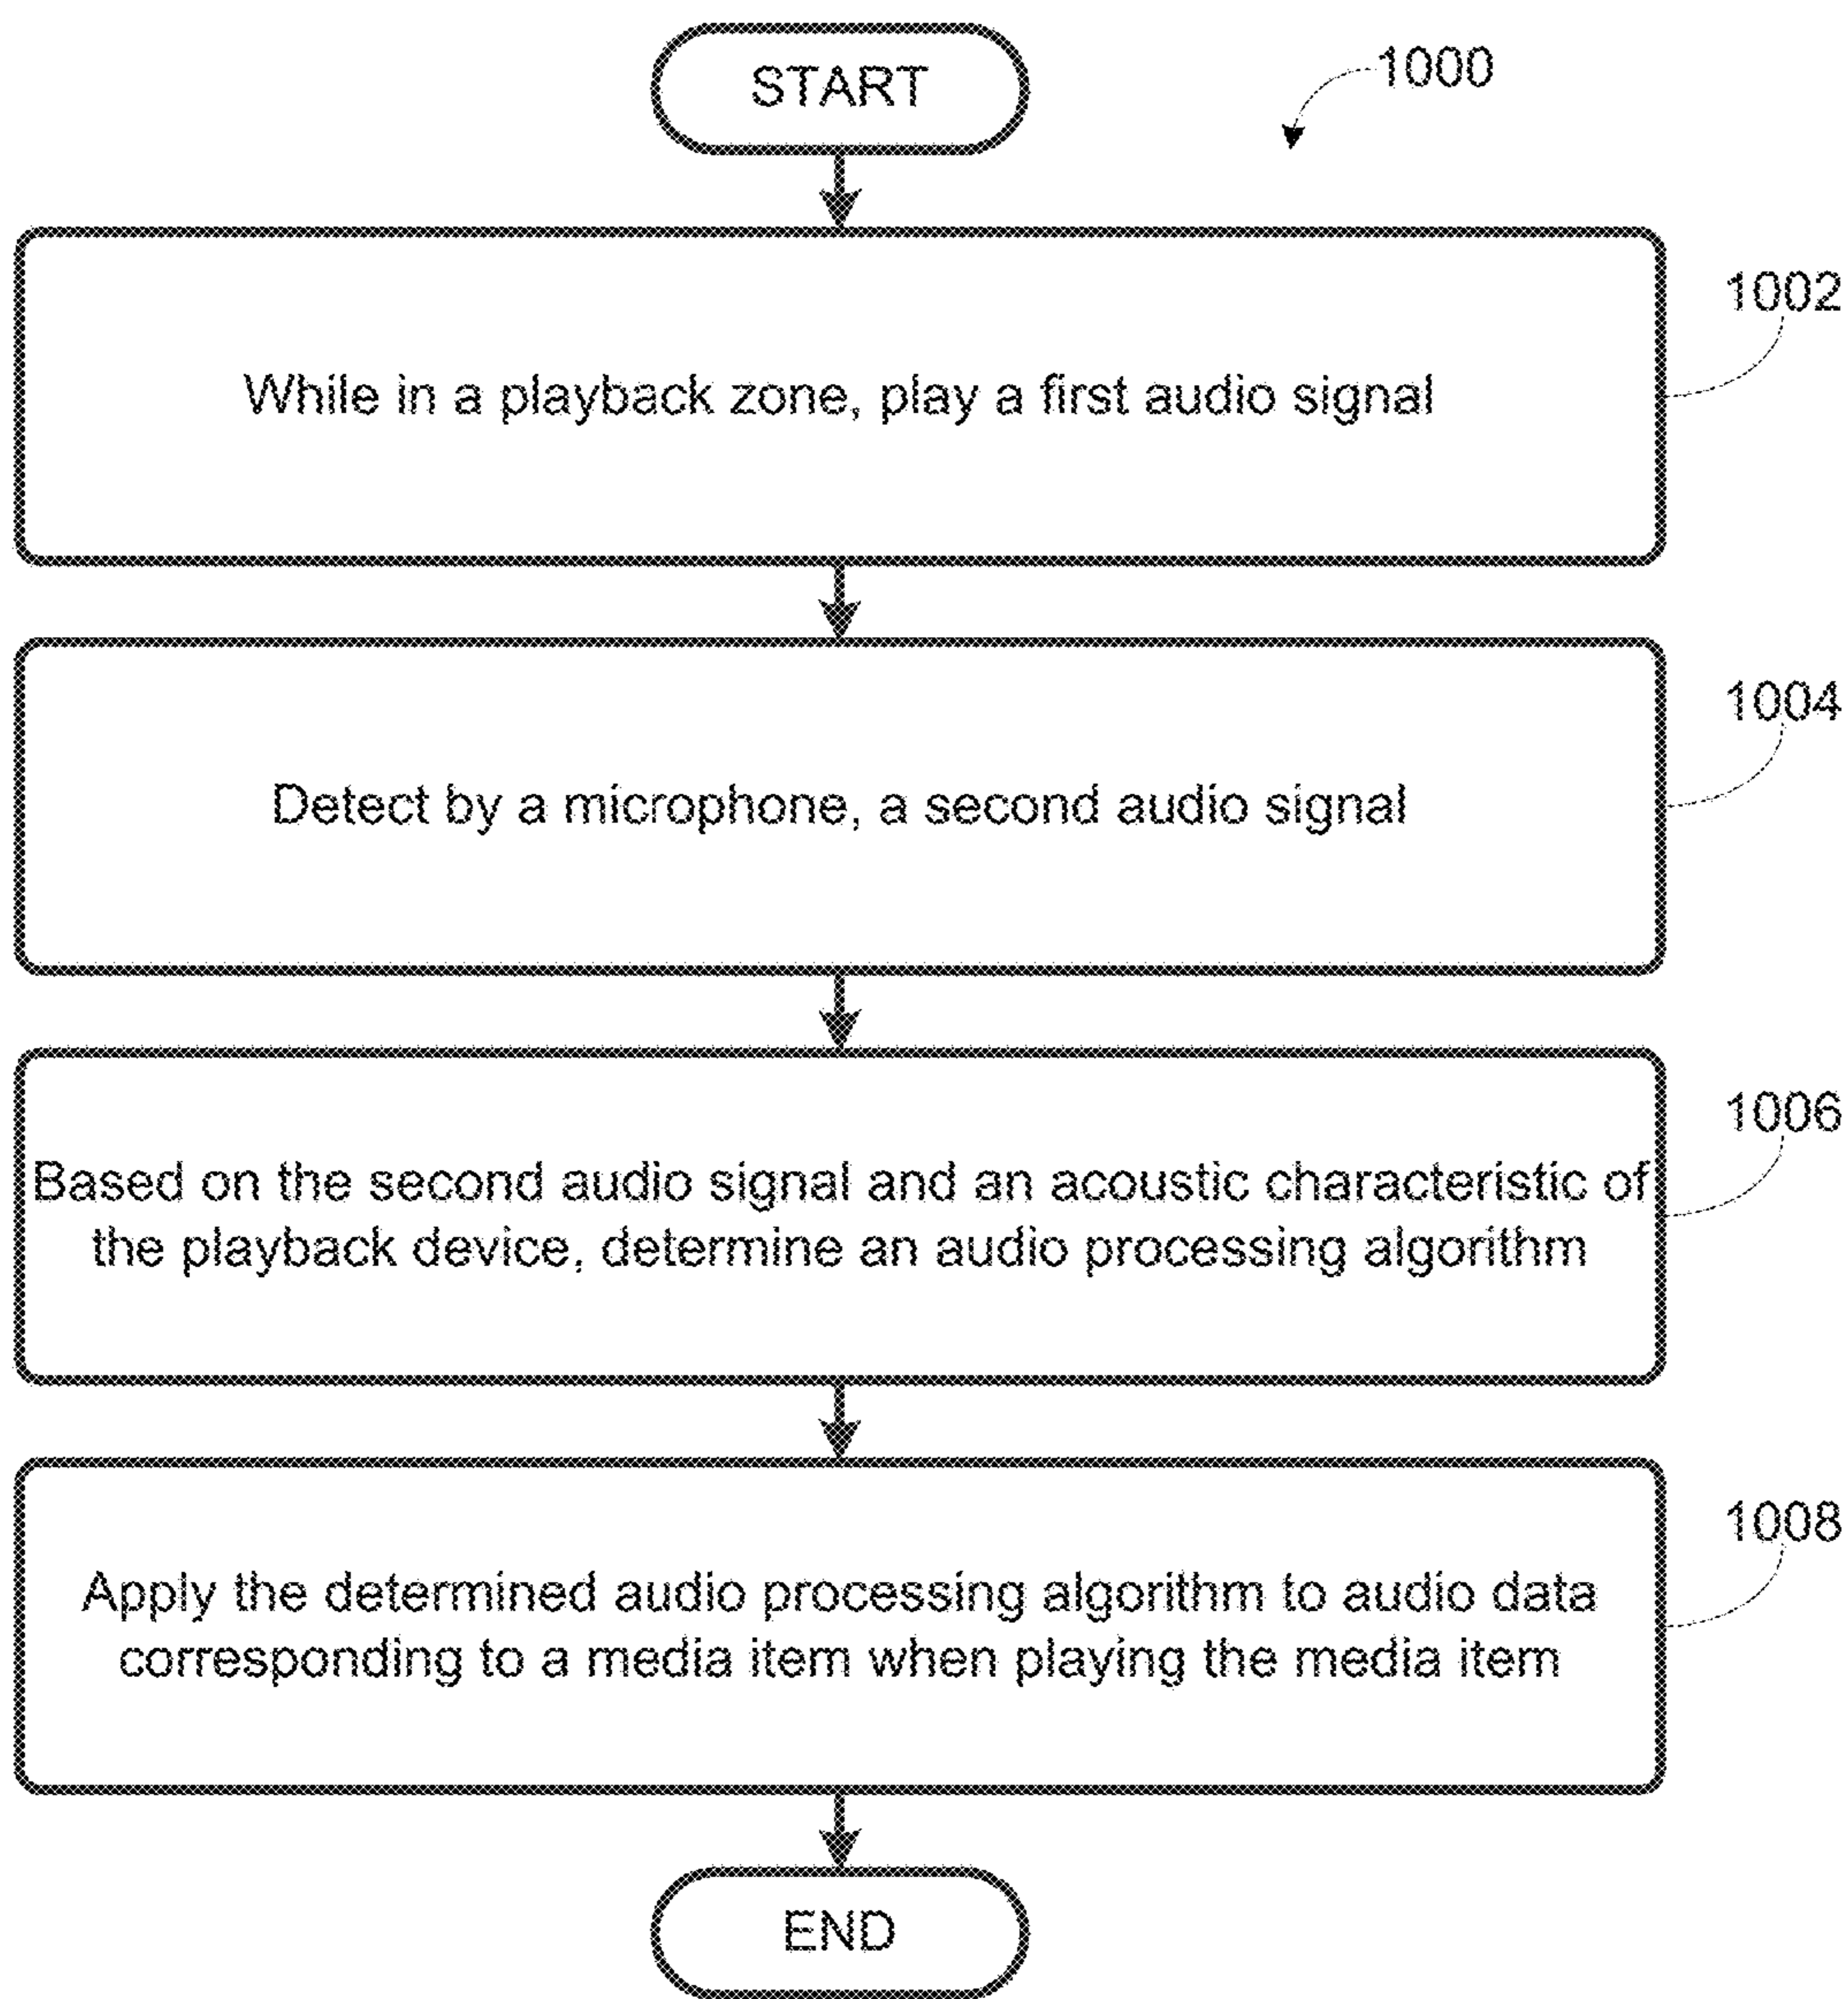 START
1000
1002
While in a playback zone, play a first audio signal
1004
Detect by a microphone, a second audio signal
1006
Based on the second audio signal and an acoustic characteristic of
the playback device, determine an audio processing algorithm
1008
Apply the determined audio processing algorithm to audio data
corresponding to a media item when playing the media item
END